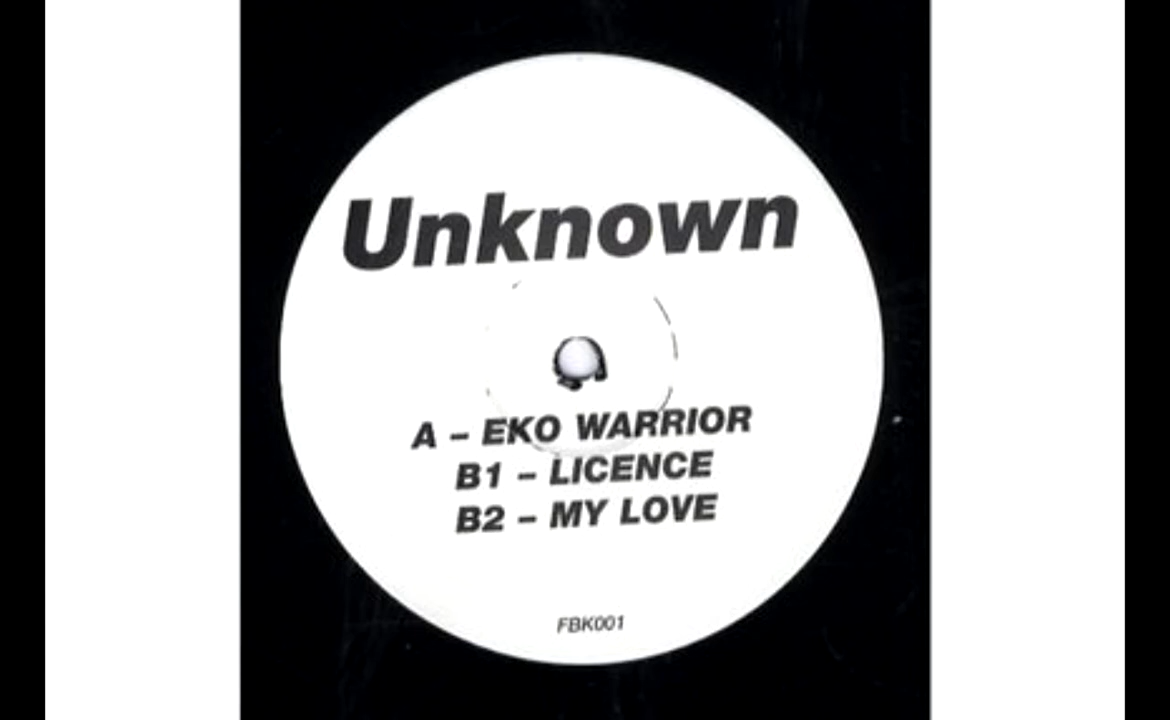 Unknown
A – EKO WARRIOR
B1 – LICENCE
B2 – MY LOVE
FBK001